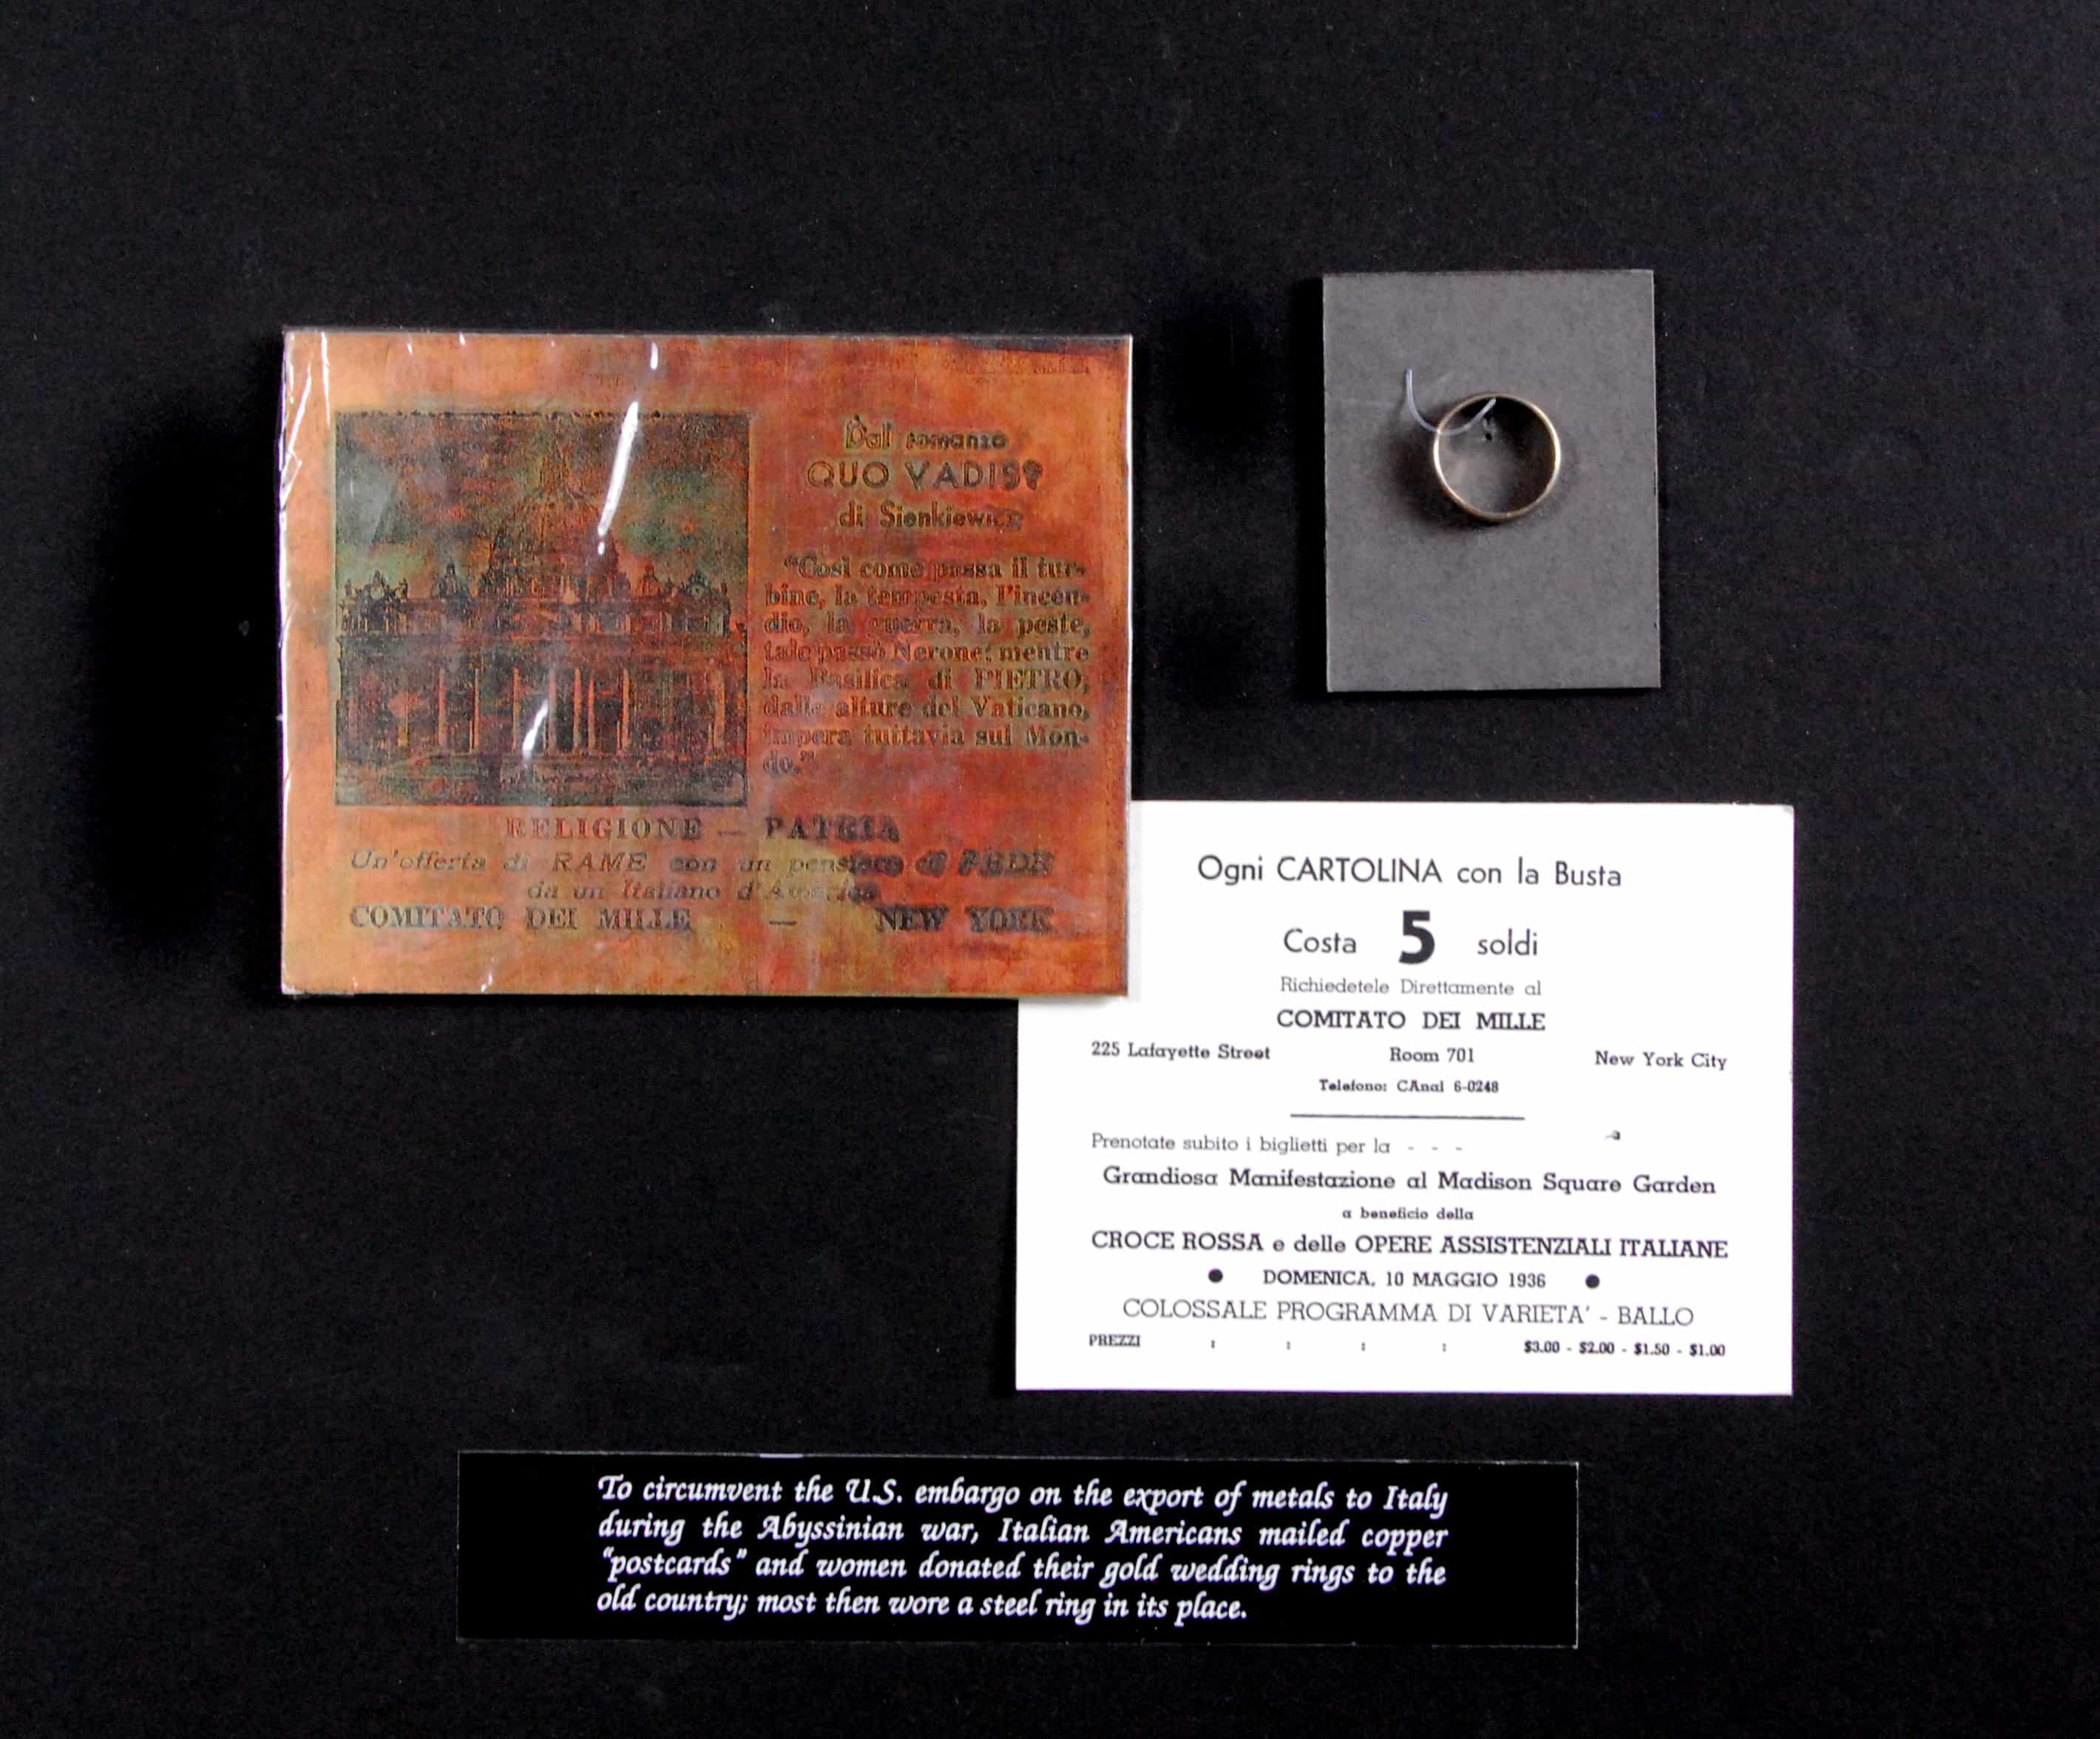 Dal romanzo
QUO VADIS?
di Sienkiewicz
"Così come passa il tur-
bine, la tempesta, l'incen-
dio, la guerra, la peste,
tale passò Nerone: mentre
la Basilica di PIETRO,
dalle alture del Vaticano,
impera tuttavia sul Mon-
do."
RELIGIONE — PATRIA
Un'offerta di RAME con un pensiero di FEDE
da un Italiano d'America
COMITATO DEI MILLE — NEW YORK
Ogni CARTOLINA con la Busta
Costa 5 soldi
Richiedetele Direttamente al
COMITATO DEI MILLE
225 Lafayette Street Room 701 New York City
Telefono: CAnal 6-0248
Prenotate subito i biglietti per la - - -
Grandiosa Manifestazione al Madison Square Garden
a beneficio della
CROCE ROSSA e delle OPERE ASSISTENZIALI ITALIANE
● DOMENICA, 10 MAGGIO 1936 ●
COLOSSALE PROGRAMMA DI VARIETA' - BALLO
PREZZI : : : : $3.00 - $2.00 - $1.50 - $1.00
To circumvent the U.S. embargo on the export of metals to Italy
during the Abyssinian war, Italian Americans mailed copper
"postcards" and women donated their gold wedding rings to the
old country; most then wore a steel ring in its place.